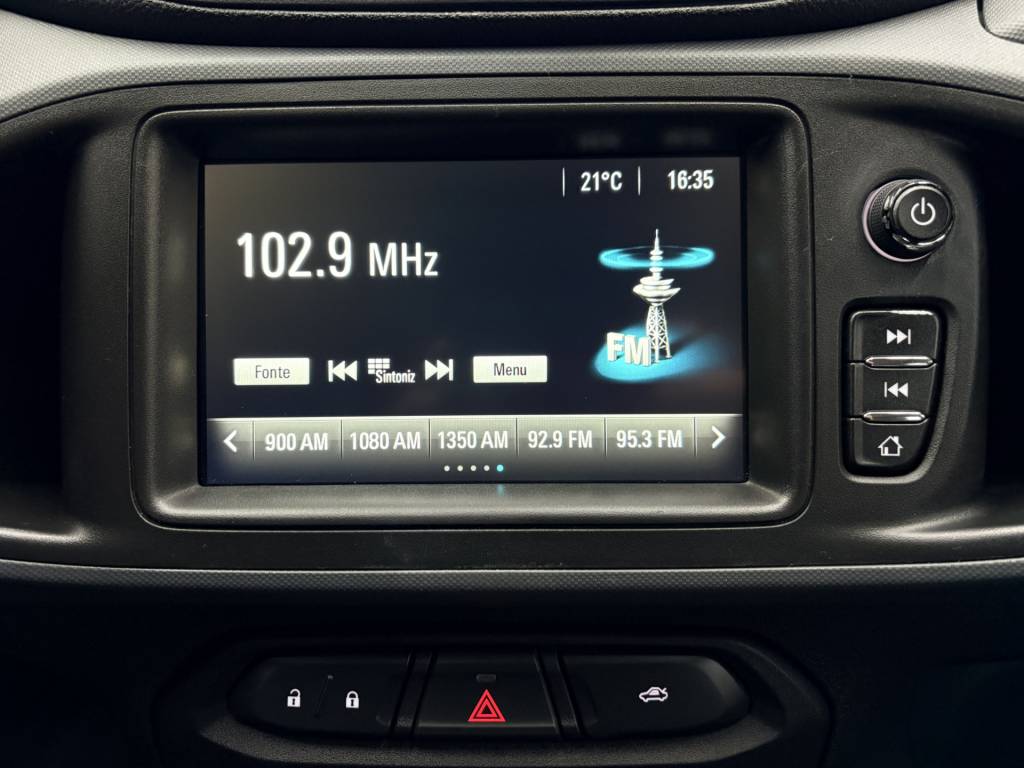 21°C 16:35
102.9 MHz
FM
Fonte Sintoniz Menu
900 AM 1080 AM 1350 AM 92.9 FM 95.3 FM